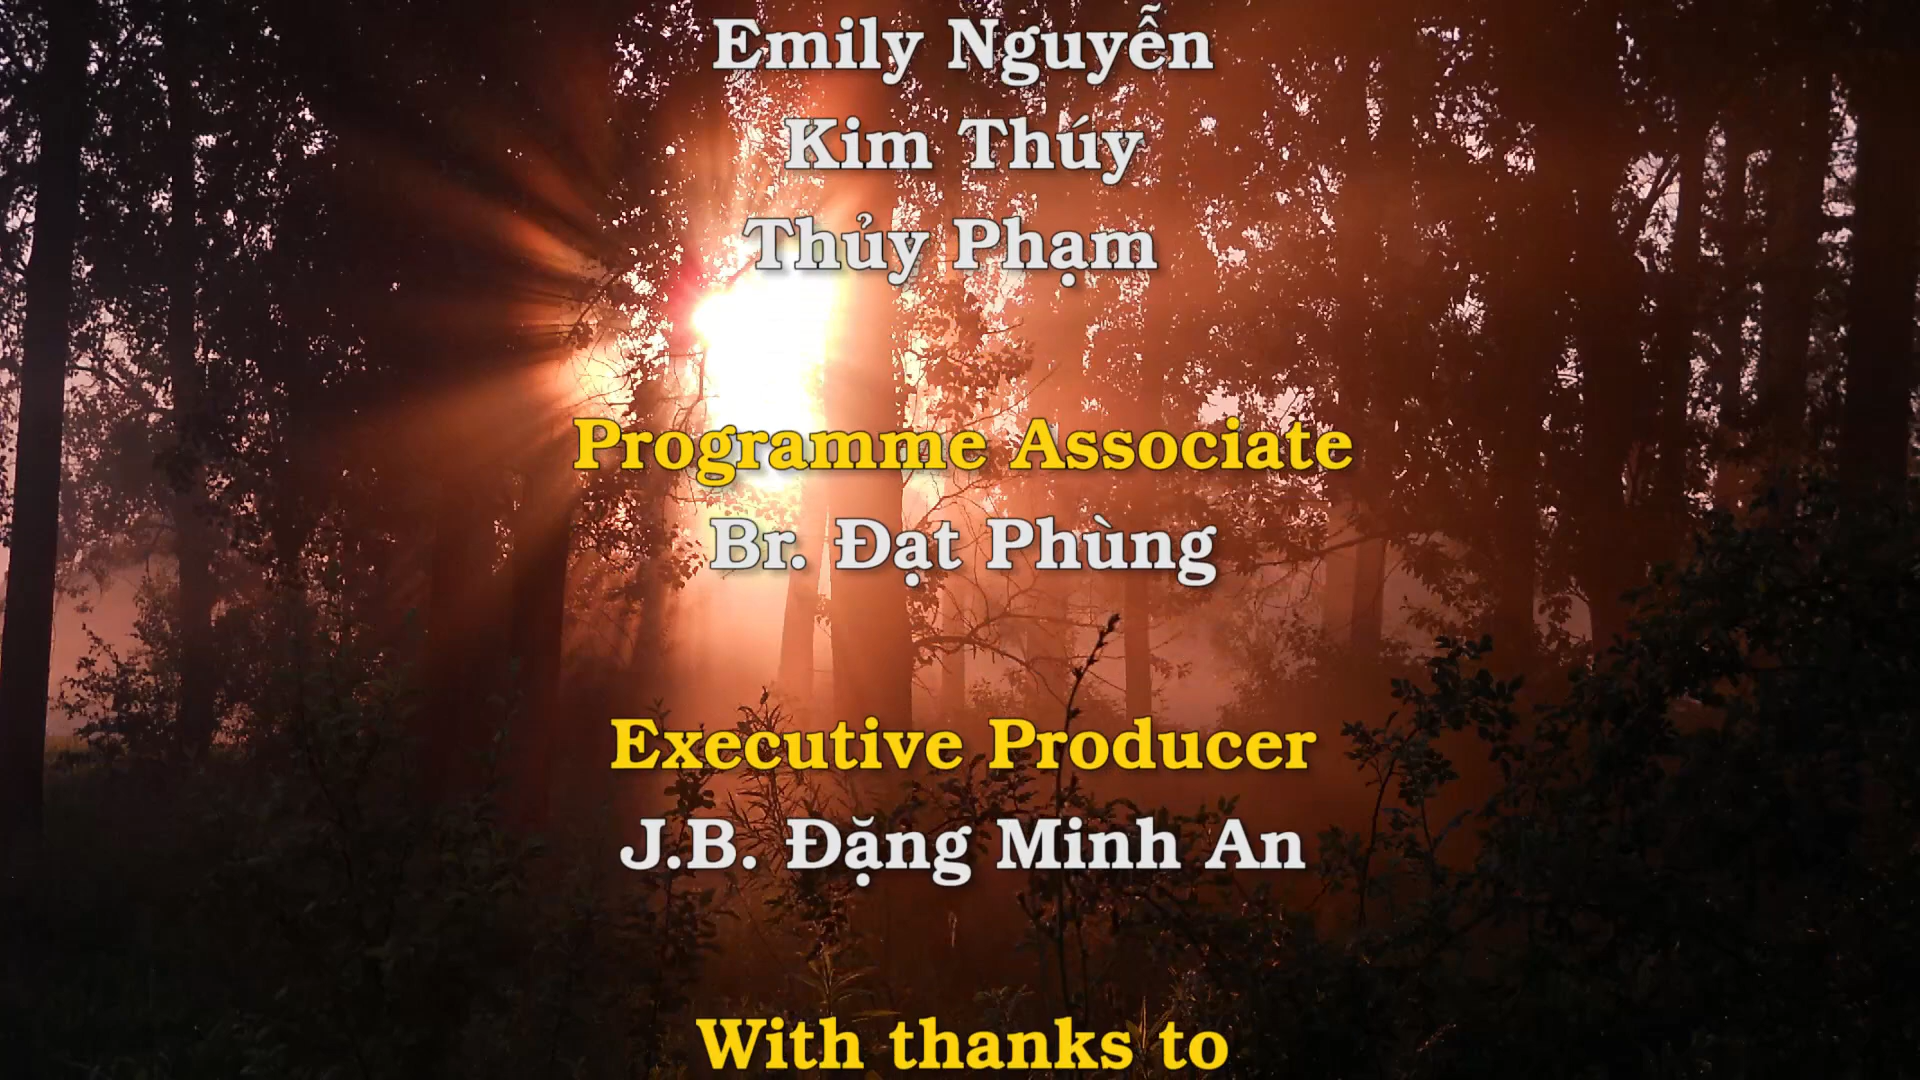 Emily Nguyễn
Kim Thúy
Thủy Phạm
Programme Associate
Br. Đạt Phùng
Executive Producer
J.B. Đặng Minh An
With thanks to